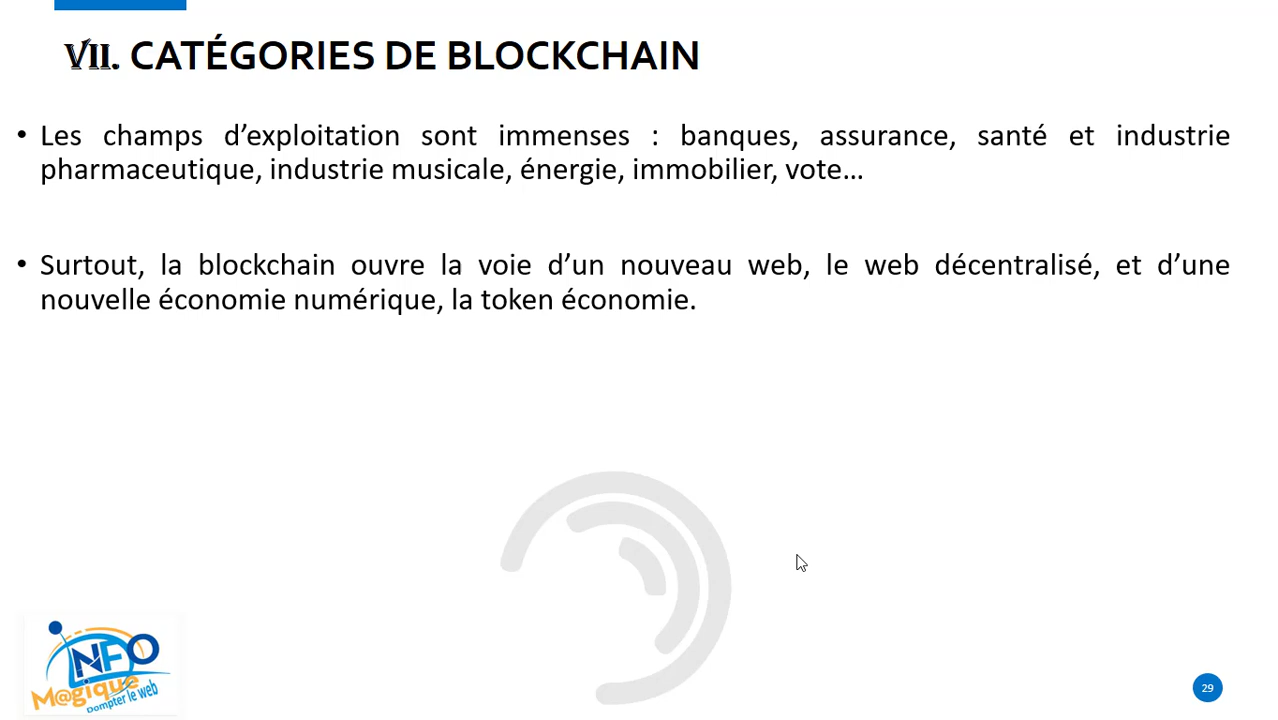 VII. CATÉGORIES DE BLOCKCHAIN
• Les champs d’exploitation sont immenses : banques, assurance, santé et industrie
pharmaceutique, industrie musicale, énergie, immobilier, vote…
• Surtout, la blockchain ouvre la voie d’un nouveau web, le web décentralisé, et d’une
nouvelle économie numérique, la token économie.
INFO
M@gique
Dompter le web
29